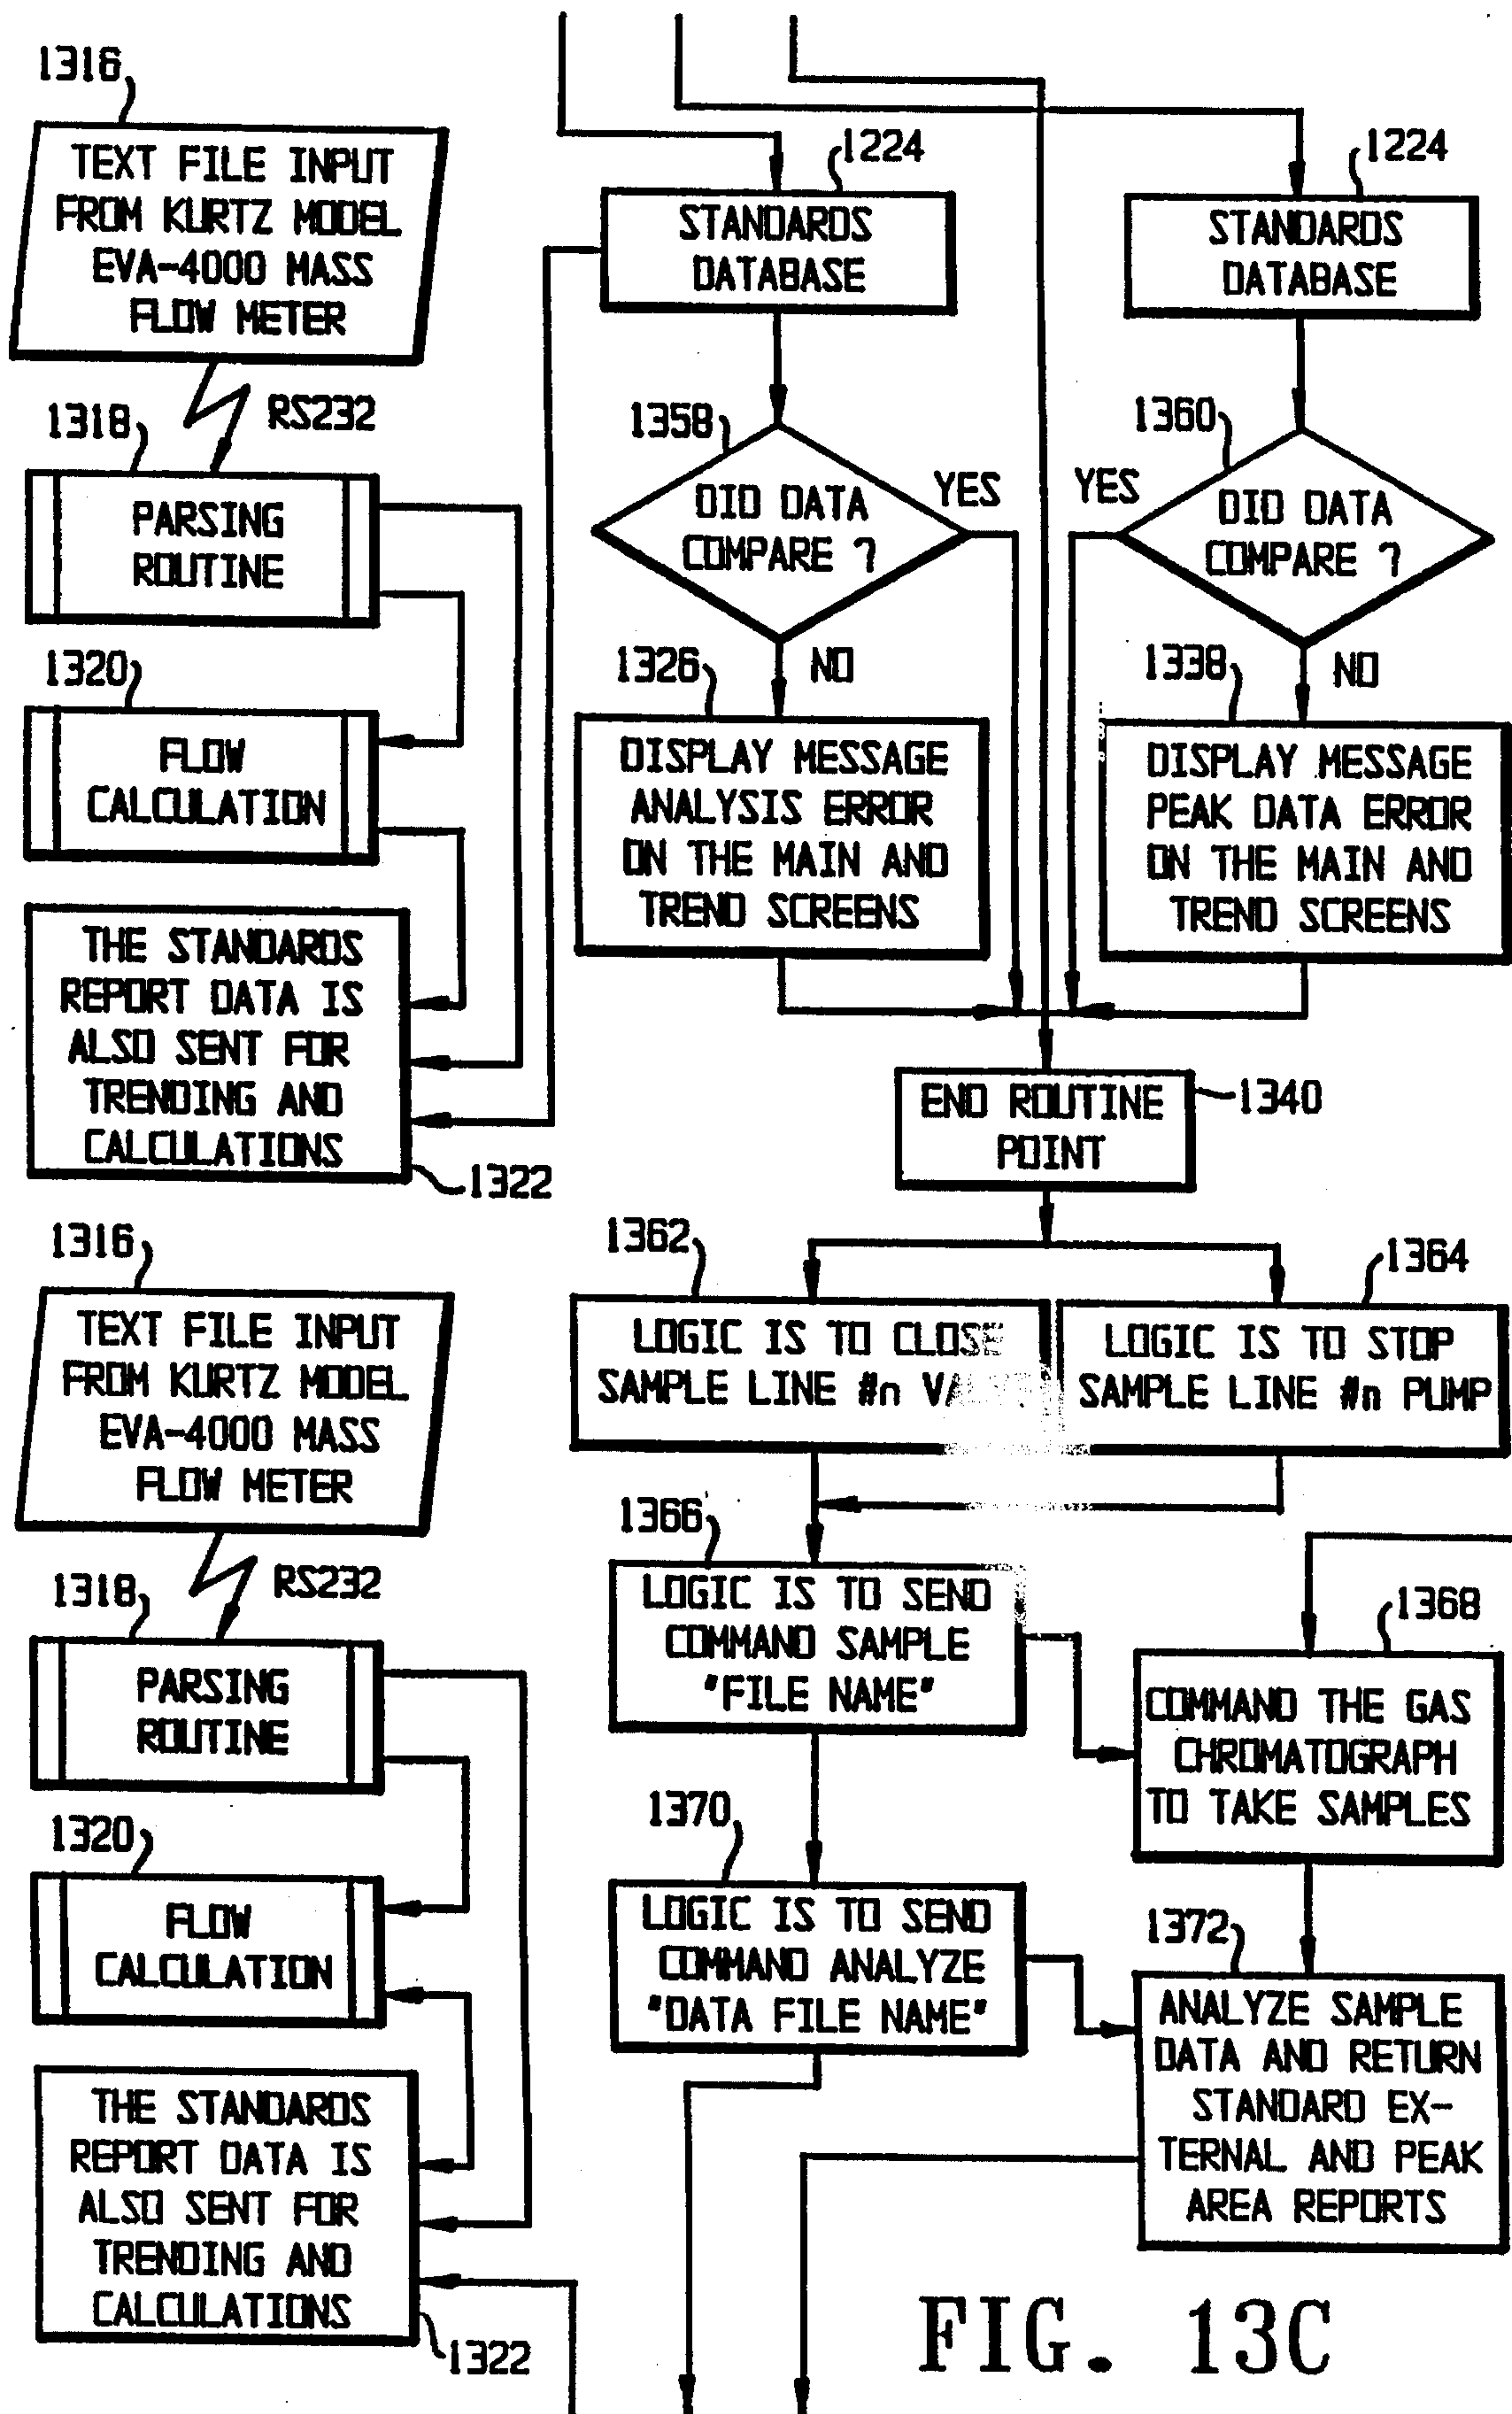 1316
TEXT FILE INPUT
FROM KURTZ MODEL
EVA-4000 MASS
FLOW METER
RS232
1318
PARSING
ROUTINE
1320
FLOW
CALCULATION
THE STANDARDS
REPORT DATA IS
ALSO SENT FOR
TRENDING AND
CALCULATIONS
1322
1224
STANDARDS
DATABASE
1224
STANDARDS
DATABASE
1358
DID DATA
COMPARE ?
YES
NO
1360
YES
DID DATA
COMPARE ?
NO
1326
DISPLAY MESSAGE
ANALYSIS ERROR
ON THE MAIN AND
TREND SCREENS
1338
DISPLAY MESSAGE
PEAK DATA ERROR
ON THE MAIN AND
TREND SCREENS
END ROUTINE
POINT
1340
1316
TEXT FILE INPUT
FROM KURTZ MODEL
EVA-4000 MASS
FLOW METER
RS232
1318
PARSING
ROUTINE
1320
FLOW
CALCULATION
THE STANDARDS
REPORT DATA IS
ALSO SENT FOR
TRENDING AND
CALCULATIONS
1322
1362
LOGIC IS TO CLOSE
SAMPLE LINE #n
1364
LOGIC IS TO STOP
SAMPLE LINE #n PUMP
1366
LOGIC IS TO SEND
COMMAND SAMPLE
"FILE NAME"
1368
COMMAND THE GAS
CHROMATOGRAPH
TO TAKE SAMPLES
1370
LOGIC IS TO SEND
COMMAND ANALYZE
"DATA FILE NAME"
1372
ANALYZE SAMPLE
DATA AND RETURN
STANDARD EX-
TERNAL AND PEAK
AREA REPORTS
FIG. 13C